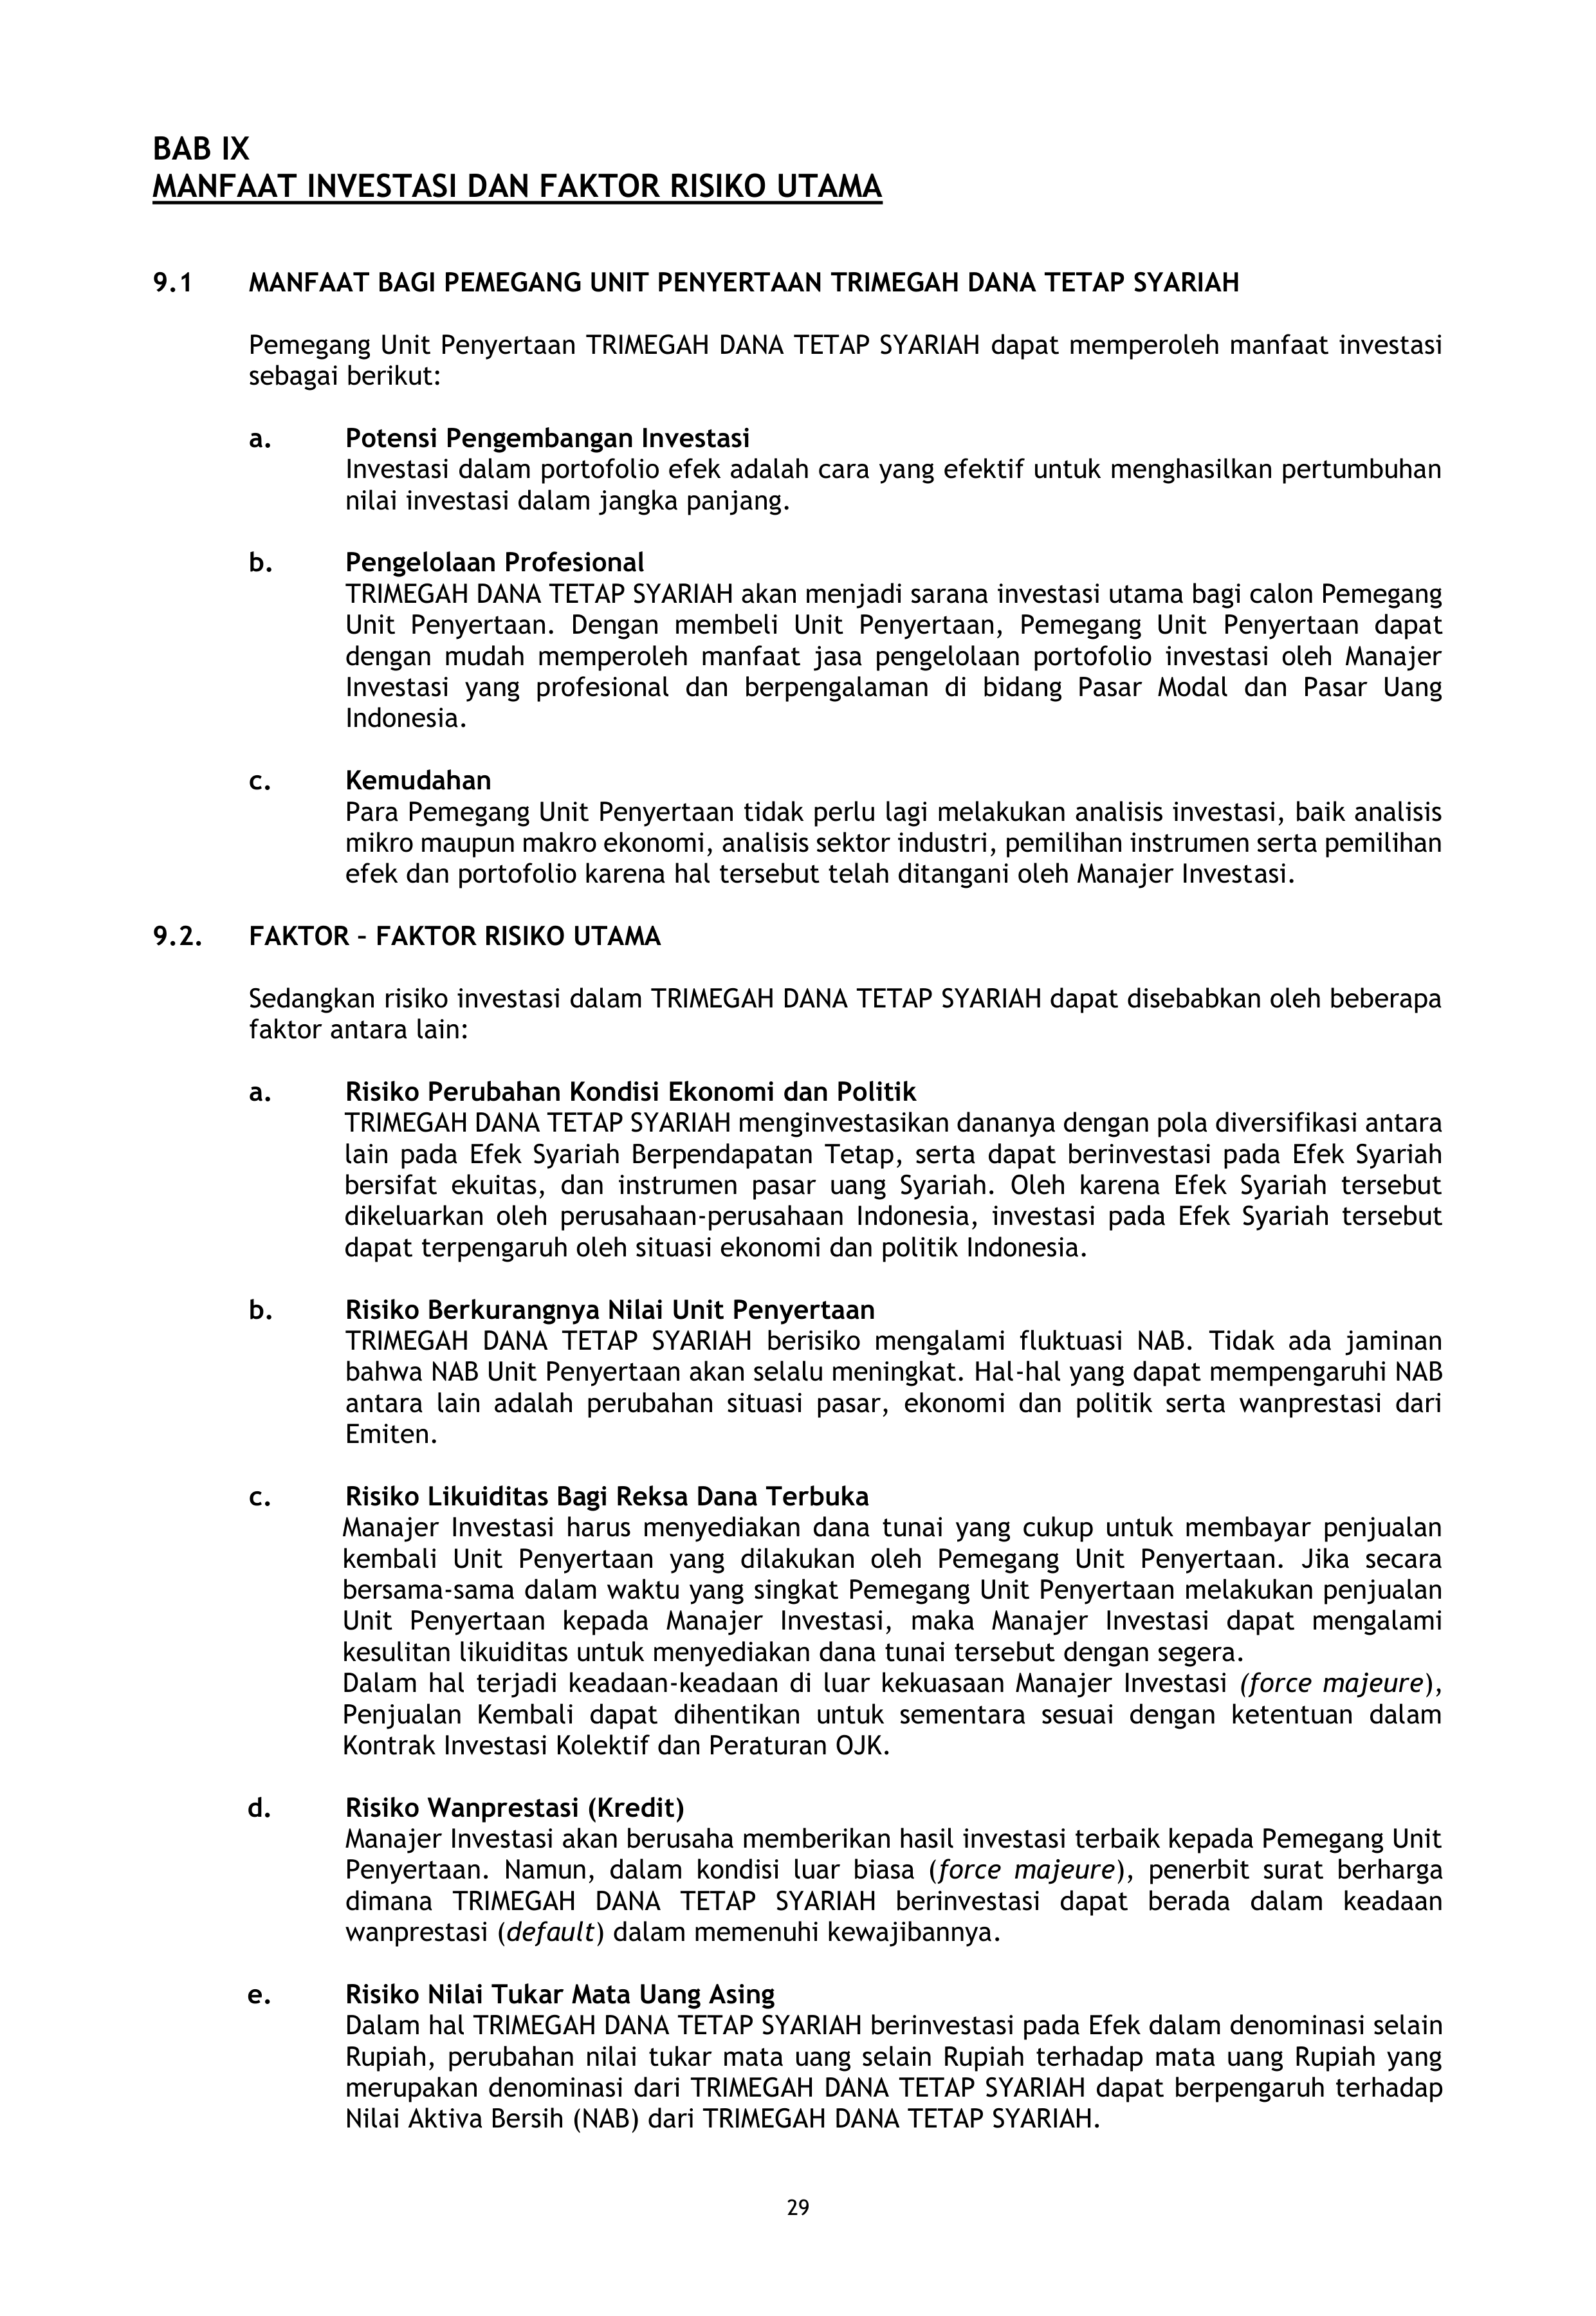 BAB IX
MANFAAT INVESTASI DAN FAKTOR RISIKO UTAMA
9.1 MANFAAT BAGI PEMEGANG UNIT PENYERTAAN TRIMEGAH DANA TETAP SYARIAH
Pemegang Unit Penyertaan TRIMEGAH DANA TETAP SYARIAH dapat memperoleh manfaat investasi
sebagai berikut:
a. Potensi Pengembangan Investasi
Investasi dalam portofolio efek adalah cara yang efektif untuk menghasilkan pertumbuhan
nilai investasi dalam jangka panjang.
b. Pengelolaan Profesional
TRIMEGAH DANA TETAP SYARIAH akan menjadi sarana investasi utama bagi calon Pemegang
Unit Penyertaan. Dengan membeli Unit Penyertaan, Pemegang Unit Penyertaan dapat
dengan mudah memperoleh manfaat jasa pengelolaan portofolio investasi oleh Manajer
Investasi yang profesional dan berpengalaman di bidang Pasar Modal dan Pasar Uang
Indonesia.
c. Kemudahan
Para Pemegang Unit Penyertaan tidak perlu lagi melakukan analisis investasi, baik analisis
mikro maupun makro ekonomi, analisis sektor industri, pemilihan instrumen serta pemilihan
efek dan portofolio karena hal tersebut telah ditangani oleh Manajer Investasi.
9.2. FAKTOR – FAKTOR RISIKO UTAMA
Sedangkan risiko investasi dalam TRIMEGAH DANA TETAP SYARIAH dapat disebabkan oleh beberapa
faktor antara lain:
a. Risiko Perubahan Kondisi Ekonomi dan Politik
TRIMEGAH DANA TETAP SYARIAH menginvestasikan dananya dengan pola diversifikasi antara
lain pada Efek Syariah Berpendapatan Tetap, serta dapat berinvestasi pada Efek Syariah
bersifat ekuitas, dan instrumen pasar uang Syariah. Oleh karena Efek Syariah tersebut
dikeluarkan oleh perusahaan-perusahaan Indonesia, investasi pada Efek Syariah tersebut
dapat terpengaruh oleh situasi ekonomi dan politik Indonesia.
b. Risiko Berkurangnya Nilai Unit Penyertaan
TRIMEGAH DANA TETAP SYARIAH berisiko mengalami fluktuasi NAB. Tidak ada jaminan
bahwa NAB Unit Penyertaan akan selalu meningkat. Hal-hal yang dapat mempengaruhi NAB
antara lain adalah perubahan situasi pasar, ekonomi dan politik serta wanprestasi dari
Emiten.
c. Risiko Likuiditas Bagi Reksa Dana Terbuka
Manajer Investasi harus menyediakan dana tunai yang cukup untuk membayar penjualan
kembali Unit Penyertaan yang dilakukan oleh Pemegang Unit Penyertaan. Jika secara
bersama-sama dalam waktu yang singkat Pemegang Unit Penyertaan melakukan penjualan
Unit Penyertaan kepada Manajer Investasi, maka Manajer Investasi dapat mengalami
kesulitan likuiditas untuk menyediakan dana tunai tersebut dengan segera.
Dalam hal terjadi keadaan-keadaan di luar kekuasaan Manajer Investasi (force majeure),
Penjualan Kembali dapat dihentikan untuk sementara sesuai dengan ketentuan dalam
Kontrak Investasi Kolektif dan Peraturan OJK.
d. Risiko Wanprestasi (Kredit)
Manajer Investasi akan berusaha memberikan hasil investasi terbaik kepada Pemegang Unit
Penyertaan. Namun, dalam kondisi luar biasa (force majeure), penerbit surat berharga
dimana TRIMEGAH DANA TETAP SYARIAH berinvestasi dapat berada dalam keadaan
wanprestasi (default) dalam memenuhi kewajibannya.
e. Risiko Nilai Tukar Mata Uang Asing
Dalam hal TRIMEGAH DANA TETAP SYARIAH berinvestasi pada Efek dalam denominasi selain
Rupiah, perubahan nilai tukar mata uang selain Rupiah terhadap mata uang Rupiah yang
merupakan denominasi dari TRIMEGAH DANA TETAP SYARIAH dapat berpengaruh terhadap
Nilai Aktiva Bersih (NAB) dari TRIMEGAH DANA TETAP SYARIAH.
29